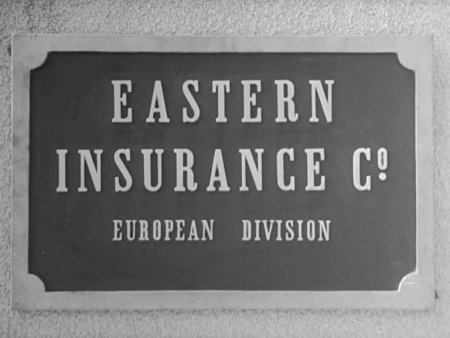 EASTERN
INSURANCE Cº
EUROPEAN DIVISION